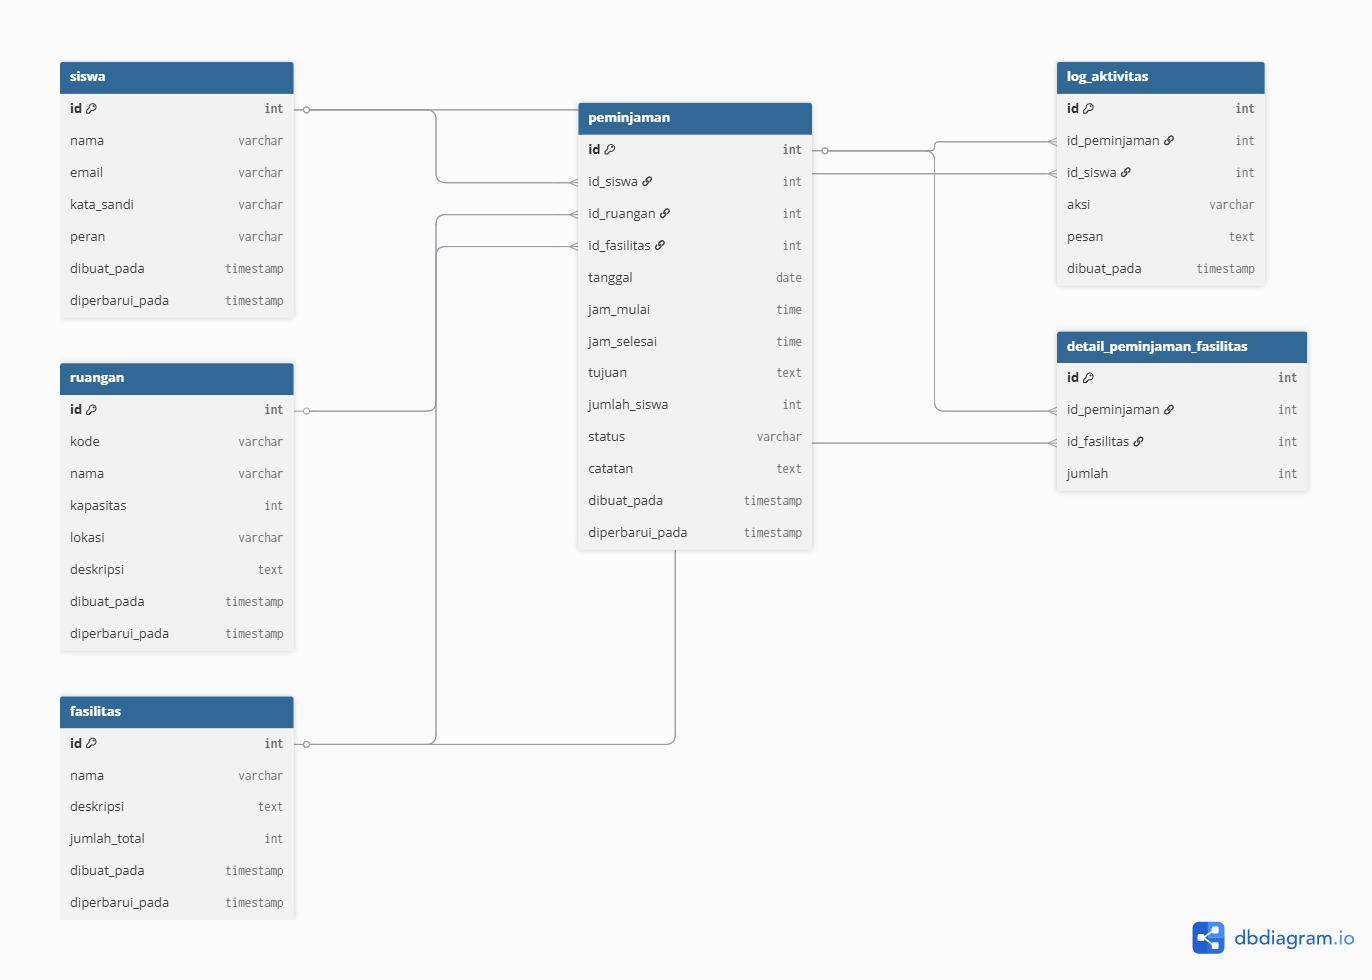 siswa
id int
nama varchar
email varchar
kata_sandi varchar
peran varchar
dibuat_pada timestamp
diperbarui_pada timestamp
ruangan
id int
kode varchar
nama varchar
kapasitas int
lokasi varchar
deskripsi text
dibuat_pada timestamp
diperbarui_pada timestamp
fasilitas
id int
nama varchar
deskripsi text
jumlah_total int
dibuat_pada timestamp
diperbarui_pada timestamp
peminjaman
id int
id_siswa int
id_ruangan int
id_fasilitas int
tanggal date
jam_mulai time
jam_selesai time
tujuan text
jumlah_siswa int
status varchar
catatan text
dibuat_pada timestamp
diperbarui_pada timestamp
log_aktivitas
id int
id_peminjaman int
id_siswa int
aksi varchar
pesan text
dibuat_pada timestamp
detail_peminjaman_fasilitas
id int
id_peminjaman int
id_fasilitas int
jumlah int
dbdiagram.io